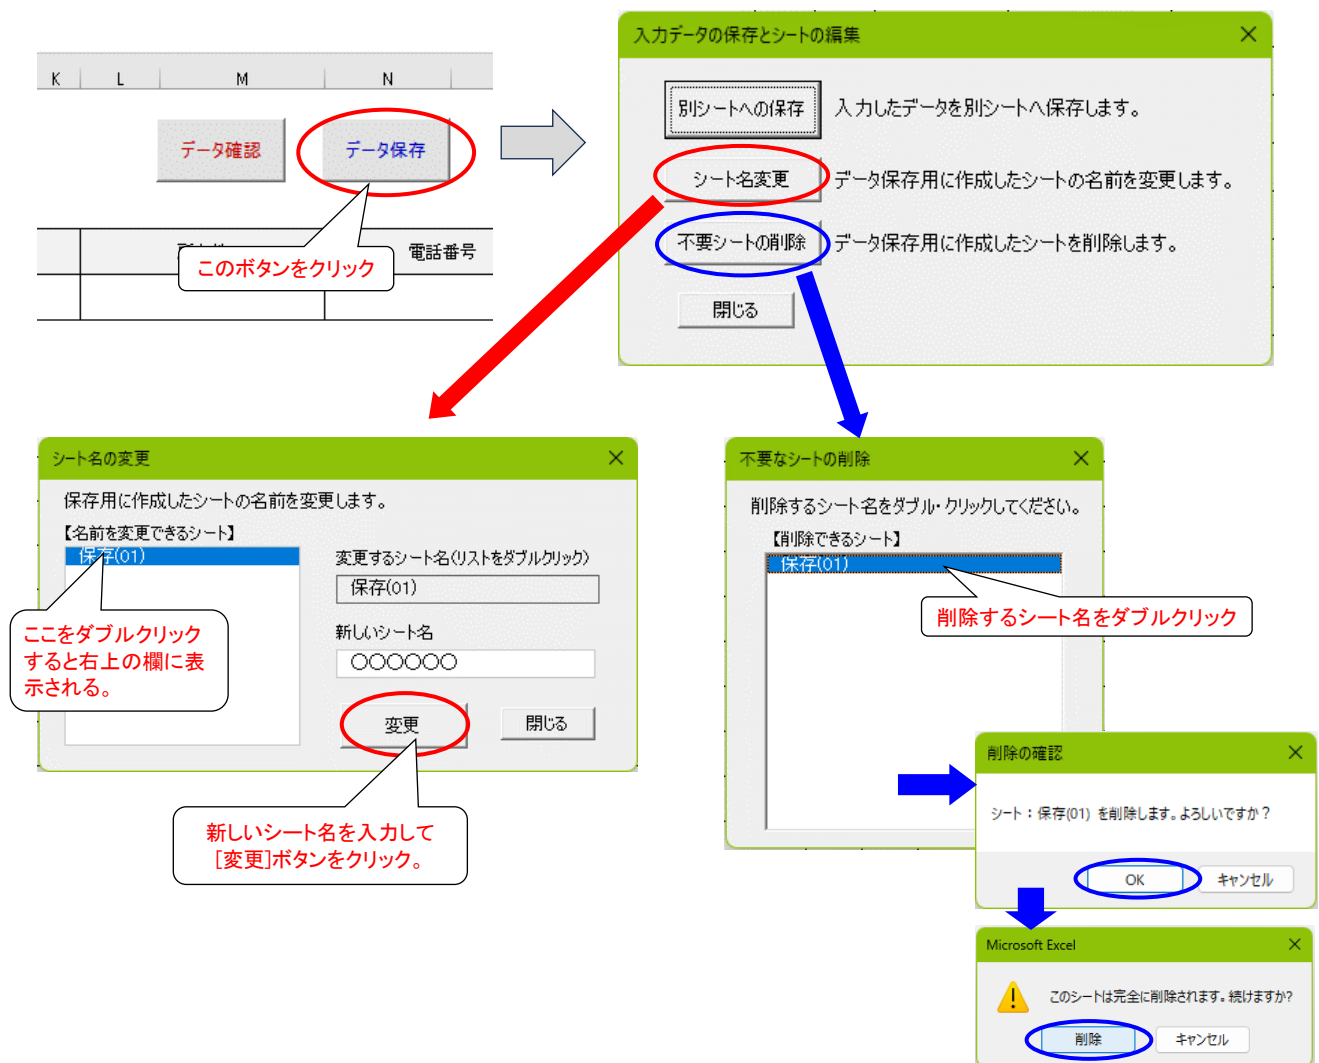 K L M N
データ確認 データ保存
電話番号
このボタンをクリック
入力データの保存とシートの編集
別シートへの保存 入力したデータを別シートへ保存します。
シート名変更 データ保存用に作成したシートの名前を変更します。
不要シートの削除 データ保存用に作成したシートを削除します。
閉じる
シート名の変更
保存用に作成したシートの名前を変更します。
【名前を変更できるシート】
保存(01)
変更するシート名(リストをダブルクリック)
保存(01)
新しいシート名
○○○○○○
変更 閉じる
ここをダブルクリック
すると右上の欄に表
示される。
新しいシート名を入力して
[変更]ボタンをクリック。
不要なシートの削除
削除するシート名をダブル・クリックしてください。
【削除できるシート】
保存(01)
削除するシート名をダブルクリック
削除の確認
シート：保存(01) を削除します。よろしいですか？
OK キャンセル
Microsoft Excel
このシートは完全に削除されます。続けますか?
削除 キャンセル